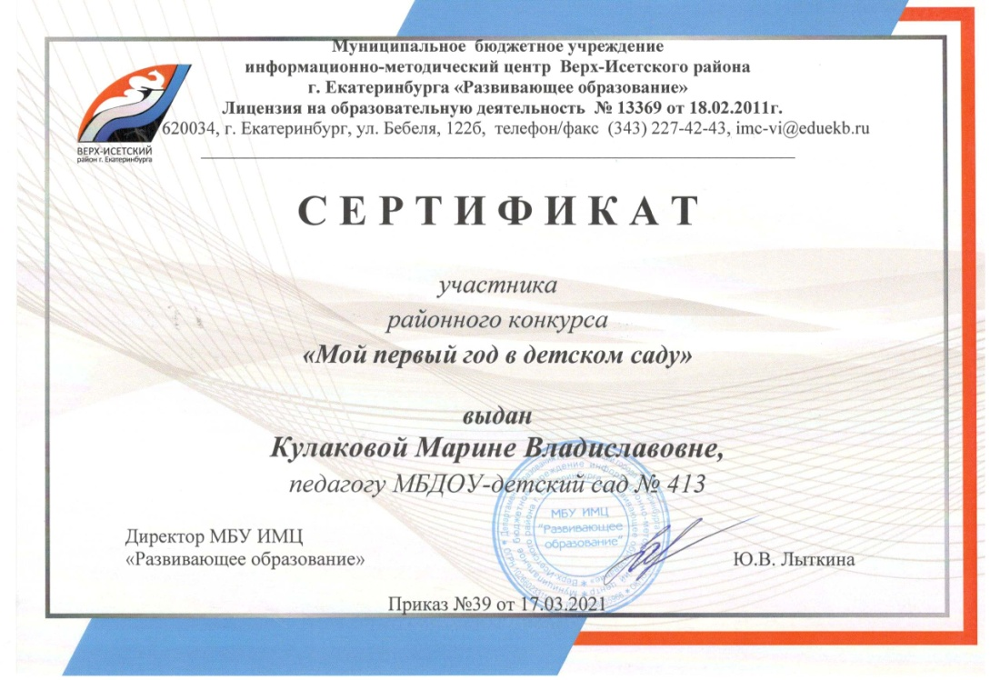 Муниципальное бюджетное учреждение
информационно-методический центр Верх-Исетского района
г. Екатеринбурга «Развивающее образование»
Лицензия на образовательную деятельность № 13369 от 18.02.2011г.
620034, г. Екатеринбург, ул. Бебеля, 122б, телефон/факс (343) 227-42-43, imc-vi@eduekb.ru
ВЕРХ-ИСЕТСКИЙ
район г. Екатеринбурга
СЕРТИФИКАТ
участника
районного конкурса
«Мой первый год в детском саду»
выдан
Кулаковой Марине Владиславовне,
педагогу МБДОУ-детский сад № 413
МБУ ИМЦ
"Развивающее
образование"
Директор МБУ ИМЦ
«Развивающее образование»
Ю.В. Лыткина
Приказ №39 от 17.03.2021